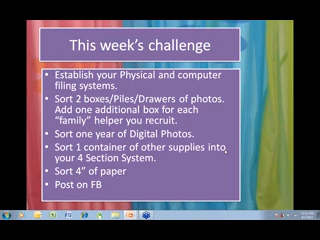 This week's challenge
• Establish your Physical and computer
filing systems.
• Sort 2 boxes/Piles/Drawers of photos.
Add one additional box for each
"family" helper you recruit.
• Sort one year of Digital Photos.
• Sort 1 container of other supplies into
your 4 Section System.
• Sort 4" of paper
• Post on FB